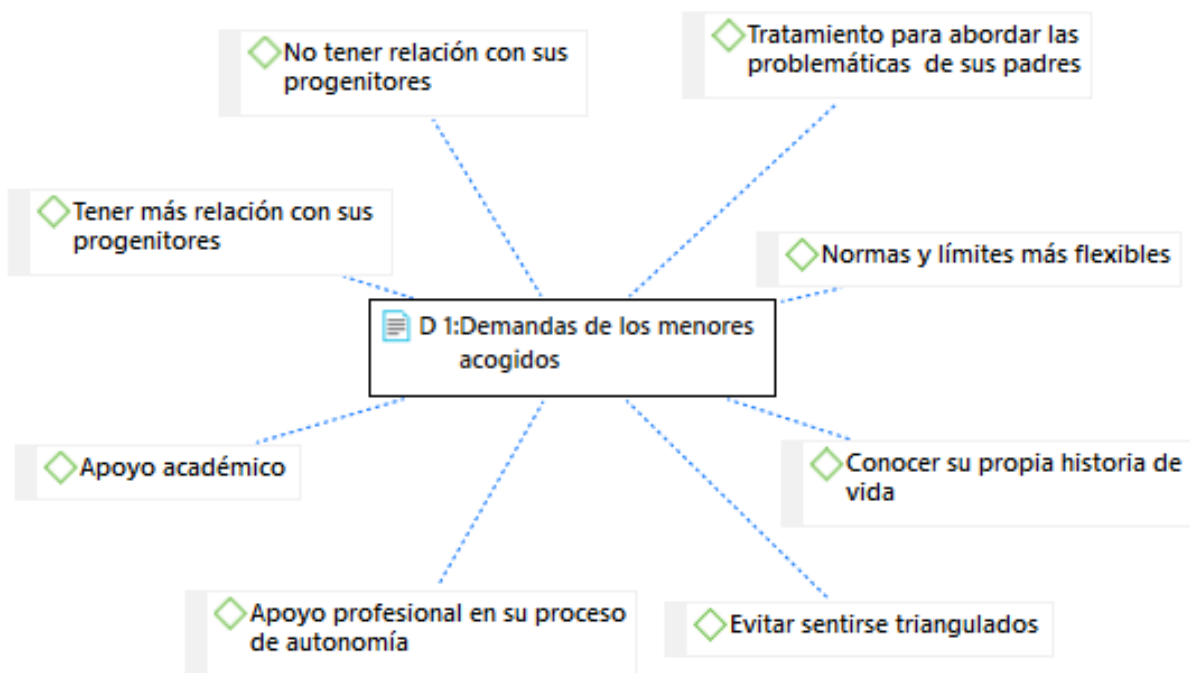 No tener relación con sus
progenitores
Tratamiento para abordar las
problemáticas de sus padres
Tener más relación con sus
progenitores
Normas y límites más flexibles
D 1:Demandas de los menores
acogidos
Apoyo académico
Conocer su propia historia de
vida
Apoyo profesional en su proceso
de autonomía
Evitar sentirse triangulados